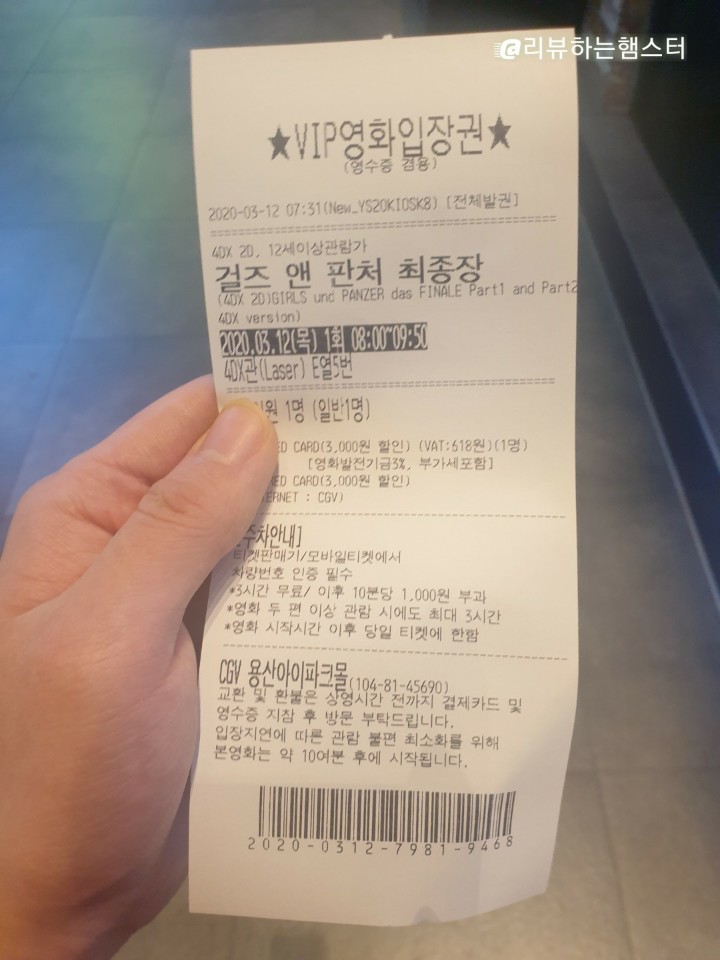 @리뷰하는햄스터
★VIP영화입장권★
(영수증 겸용)
2020-03-12 07:31(New_YS20KIOSK8) [전체발권]
4DX 2D, 12세이상관람가
걸즈 앤 판처 최종장
(4DX 2D)GIRLS und PANZER das FINALE Part1 and Part2
4DX version)
2020.03.12(목) 1회 08:00~09:50
4DX관(Laser) E열5번
1명 (일반1명)
CARD(3,000원 할인) (VAT:618원)(1명)
[영화발전기금3%, 부가세포함]
CARD(3,000원 할인)
: CGV)
[주차안내]
티켓판매기/모바일티켓에서
차량번호 인증 필수
*3시간 무료/ 이후 10분당 1,000원 부과
*영화 두 편 이상 관람 시에도 최대 3시간
*영화 시작시간 이후 당일 티켓에 한함
CGV 용산아이파크몰(104-81-45690)
교환 및 환불은 상영시간 전까지 결제카드 및
영수증 지참 후 방문 부탁드립니다.
입장지연에 따른 관람 불편 최소화를 위해
본영화는 약 10여분 후에 시작됩니다.
2020-0312-7981-9468